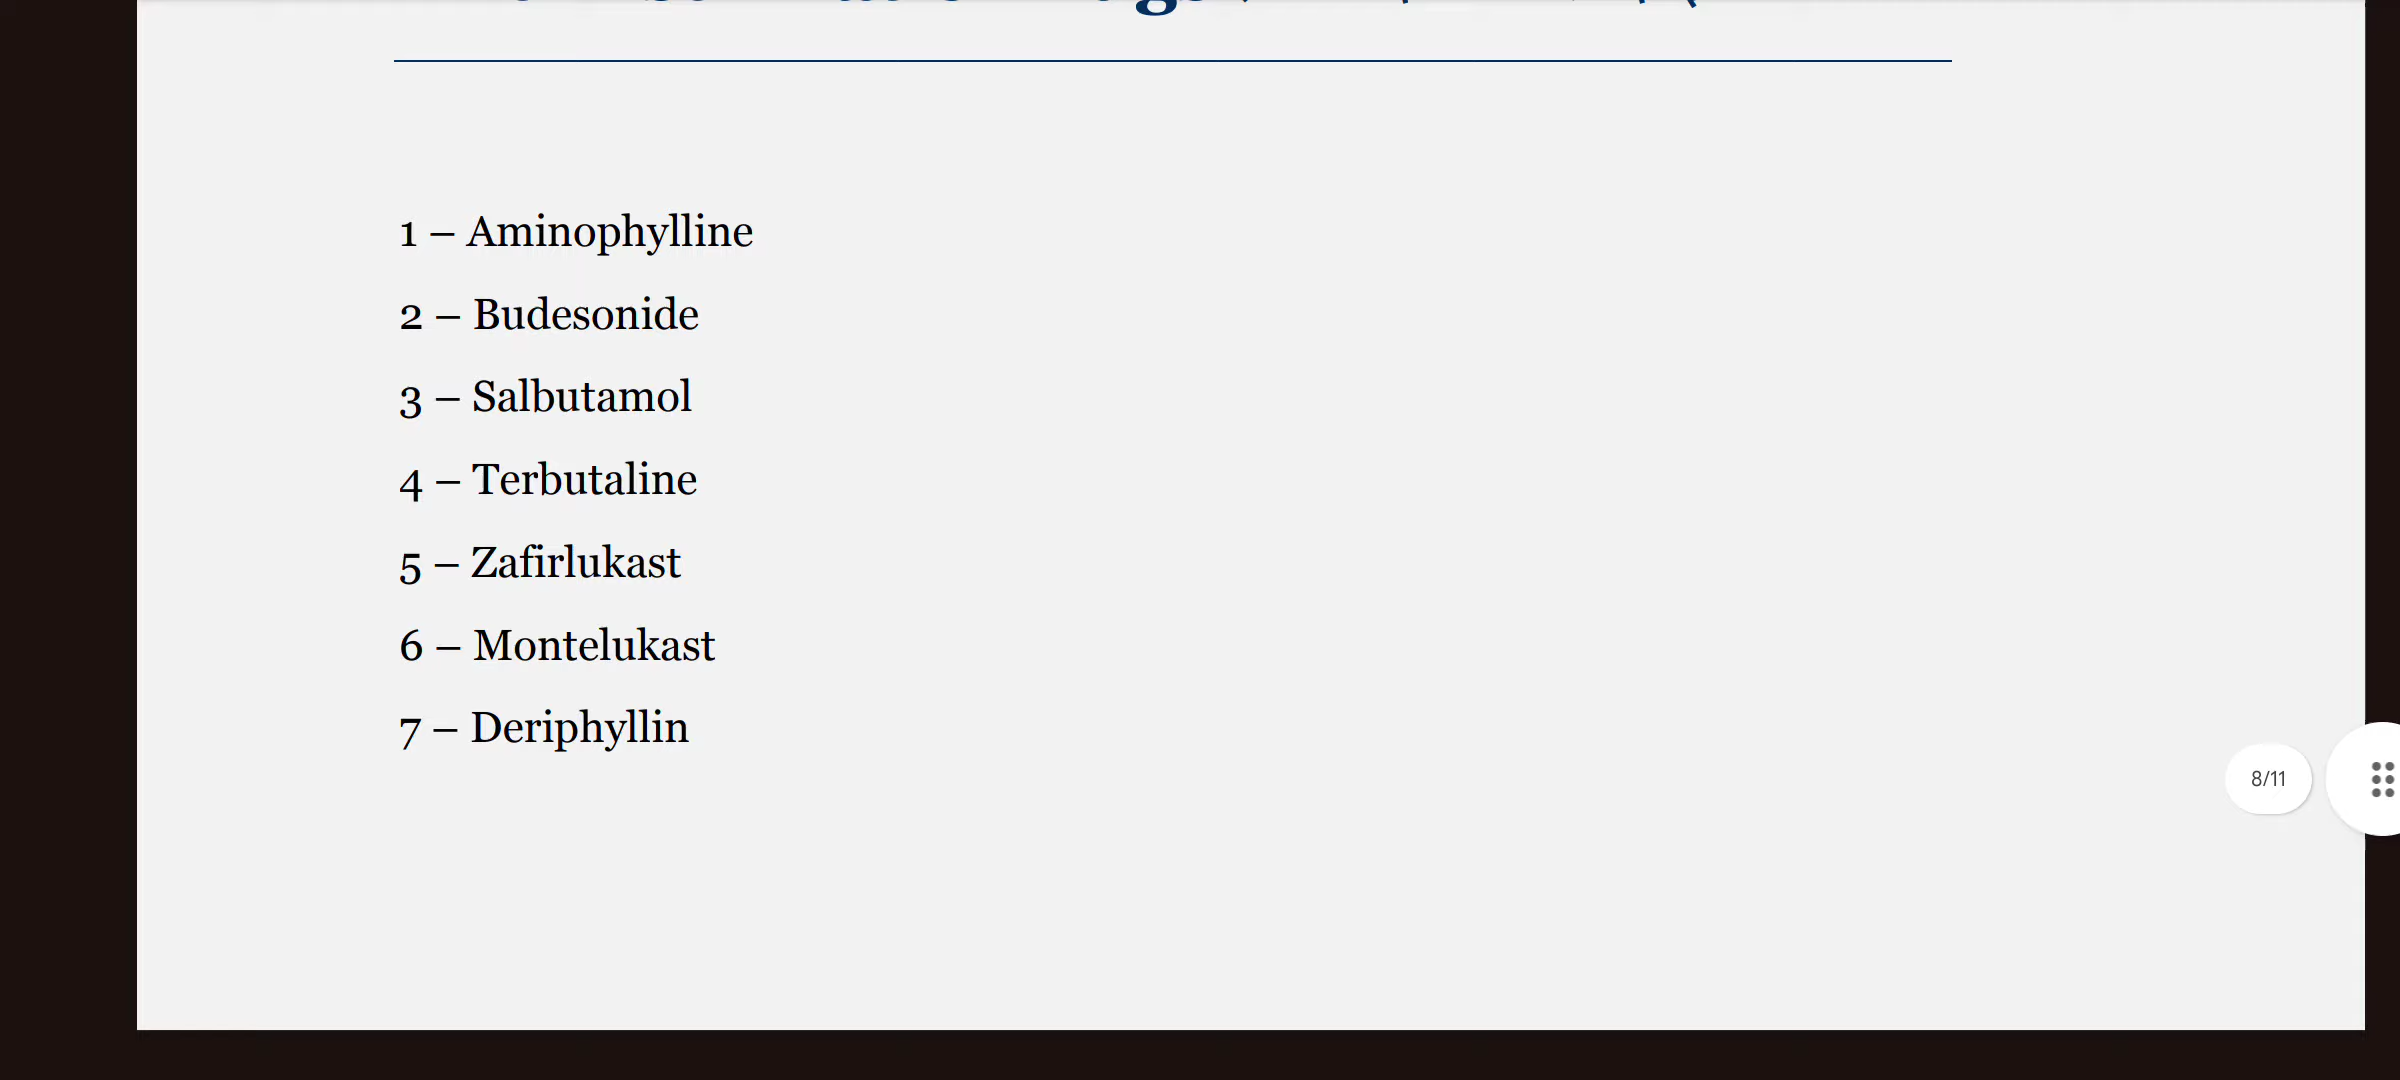 1 – Aminophylline
2 – Budesonide
3 – Salbutamol
4 – Terbutaline
5 – Zafirlukast
6 – Montelukast
7 – Deriphyllin
8/11